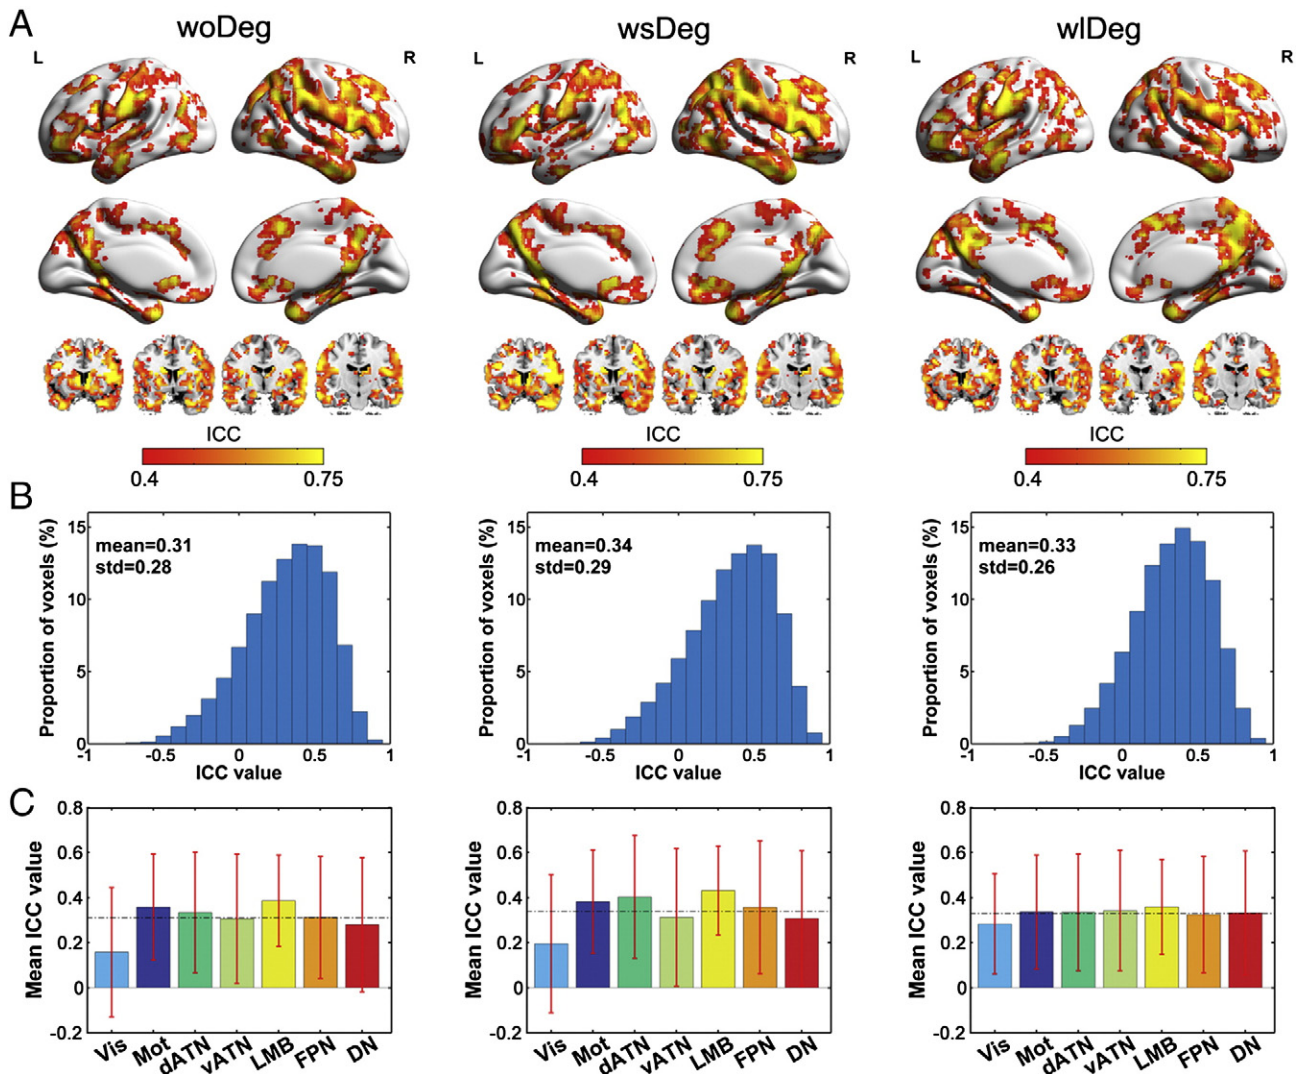 A
woDeg
wsDeg
wlDeg
L
R
L
R
L
R
ICC
0.4
0.75
ICC
0.4
0.75
ICC
0.4
0.75
B
Proportion of voxels (%)
15
10
5
0
mean=0.31
std=0.28
-1
-0.5
0
0.5
1
ICC value
Proportion of voxels (%)
15
10
5
0
mean=0.34
std=0.29
-1
-0.5
0
0.5
1
ICC value
Proportion of voxels (%)
15
10
5
0
mean=0.33
std=0.26
-1
-0.5
0
0.5
1
ICC value
C
Mean ICC value
0.8
0.6
0.4
0.2
0
-0.2
Vis
Mot
dATN
vATN
LMB
FPN
DN
Mean ICC value
0.8
0.6
0.4
0.2
0
-0.2
Vis
Mot
dATN
vATN
LMB
FPN
DN
Mean ICC value
0.8
0.6
0.4
0.2
0
-0.2
Vis
Mot
dATN
vATN
LMB
FPN
DN